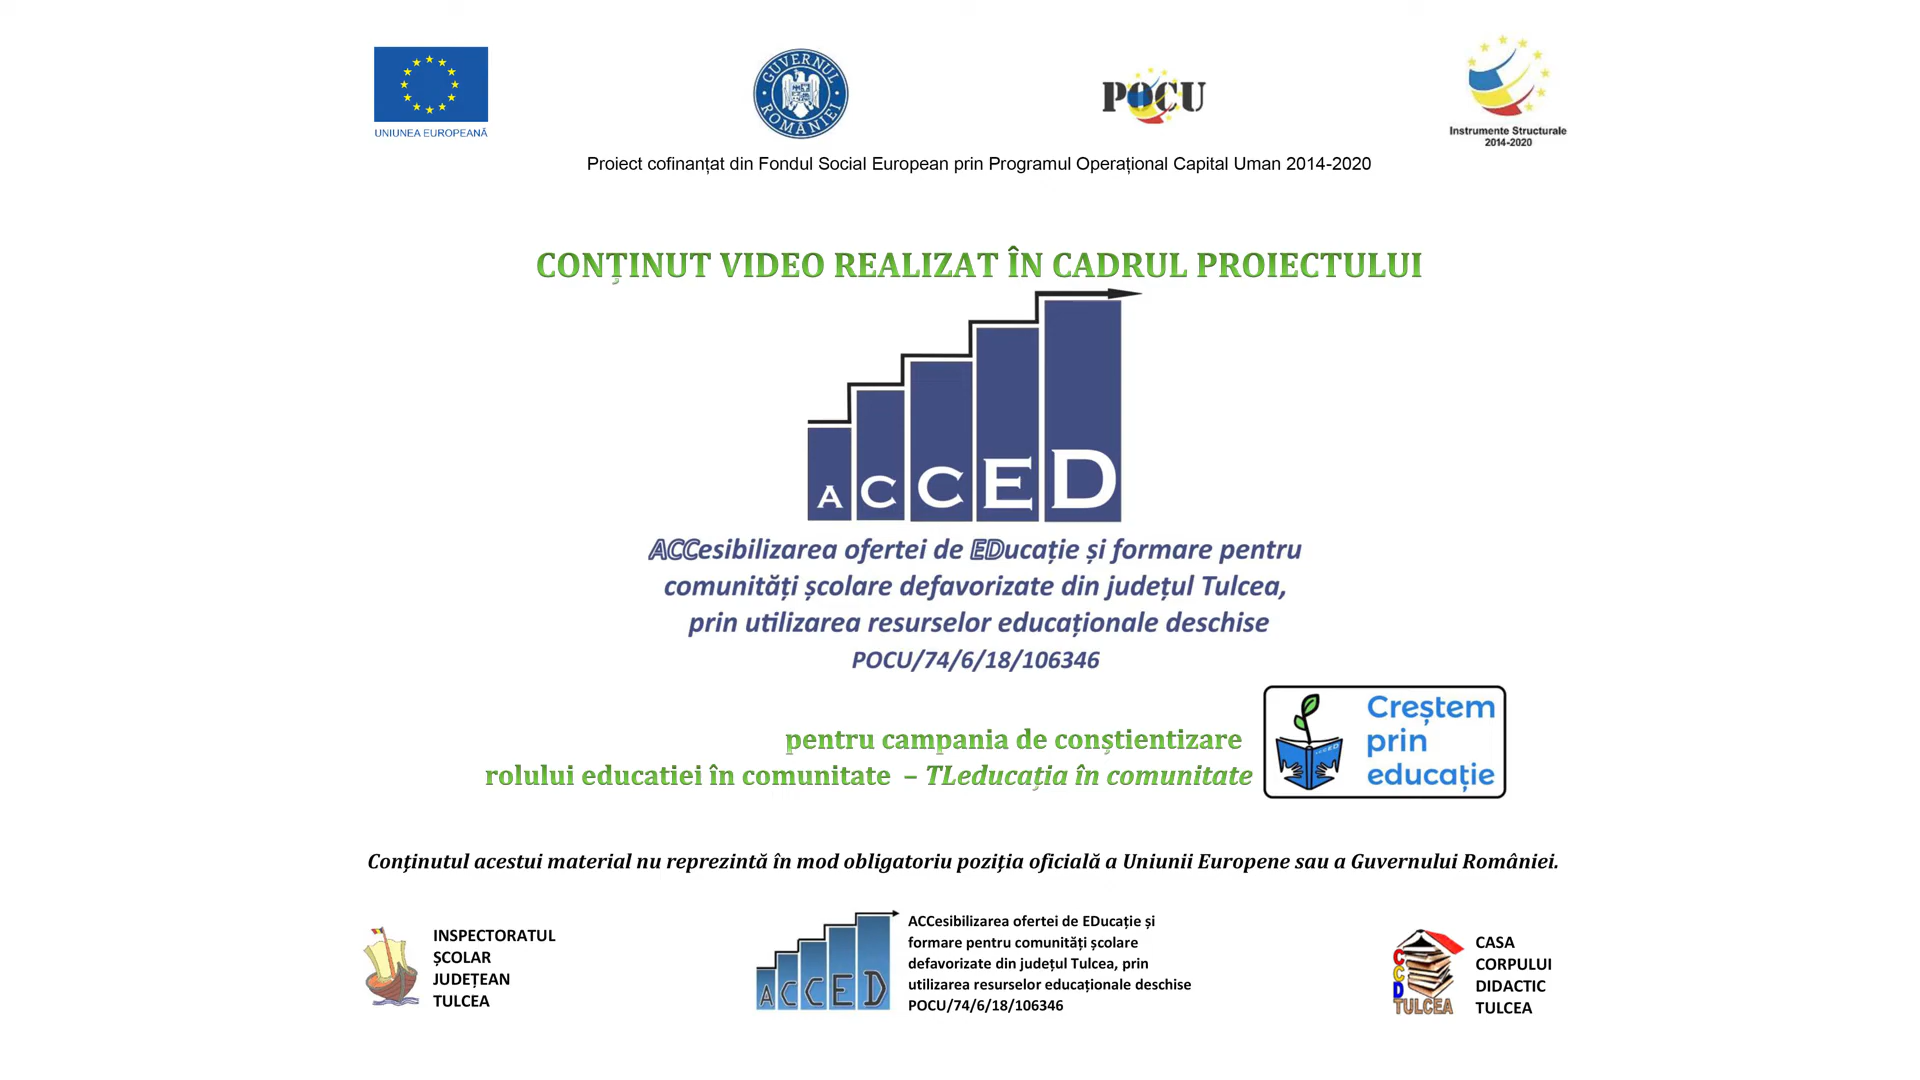 UNIUNEA EUROPEANĂ
GUVERNUL ROMÂNIEI
POCU
Instrumente Structurale
2014-2020
Proiect cofinanțat din Fondul Social European prin Programul Operațional Capital Uman 2014-2020
CONȚINUT VIDEO REALIZAT ÎN CADRUL PROIECTULUI
ACCED
ACCesibilizarea ofertei de EDucație și formare pentru
comunități școlare defavorizate din județul Tulcea,
prin utilizarea resurselor educaționale deschise
POCU/74/6/18/106346
pentru campania de conștientizare
rolului educatiei în comunitate – TLeducația în comunitate
ACCED
Creștem
prin
educație
Conținutul acestui material nu reprezintă în mod obligatoriu poziția oficială a Uniunii Europene sau a Guvernului României.
INSPECTORATUL
ȘCOLAR
JUDEȚEAN
TULCEA
ACCED
ACCesibilizarea ofertei de EDucație și
formare pentru comunități școlare
defavorizate din județul Tulcea, prin
utilizarea resurselor educaționale deschise
POCU/74/6/18/106346
CCD
TULCEA
CASA
CORPULUI
DIDACTIC
TULCEA